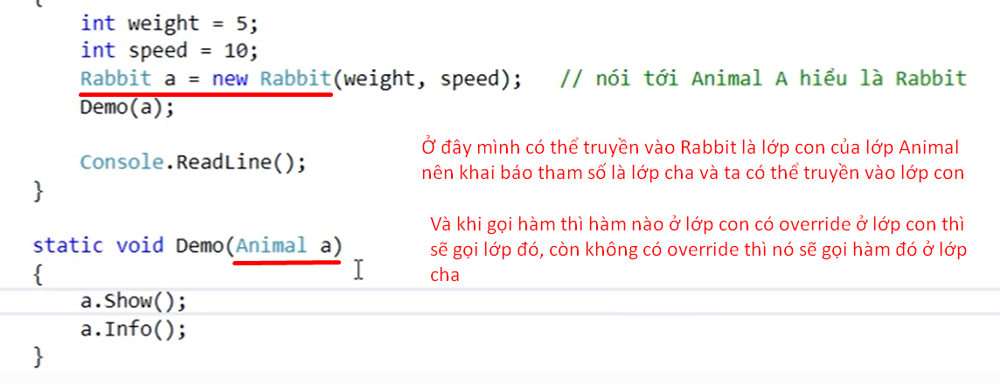 {
int weight = 5;
int speed = 10;
Rabbit a = new Rabbit(weight, speed);   // nói tới Animal A hiểu là Rabbit
Demo(a);
Ở đây mình có thể truyền vào Rabbit là lớp con của lớp Animal
nên khai báo tham số là lớp cha và ta có thể truyền vào lớp con
Console.ReadLine();
}
Và khi gọi hàm thì hàm nào ở lớp con có override ở lớp con thì
sẽ gọi lớp đó, còn không có override thì nó sẽ gọi hàm đó ở lớp
cha
static void Demo(Animal a)
{
a.Show();
a.Info();
}